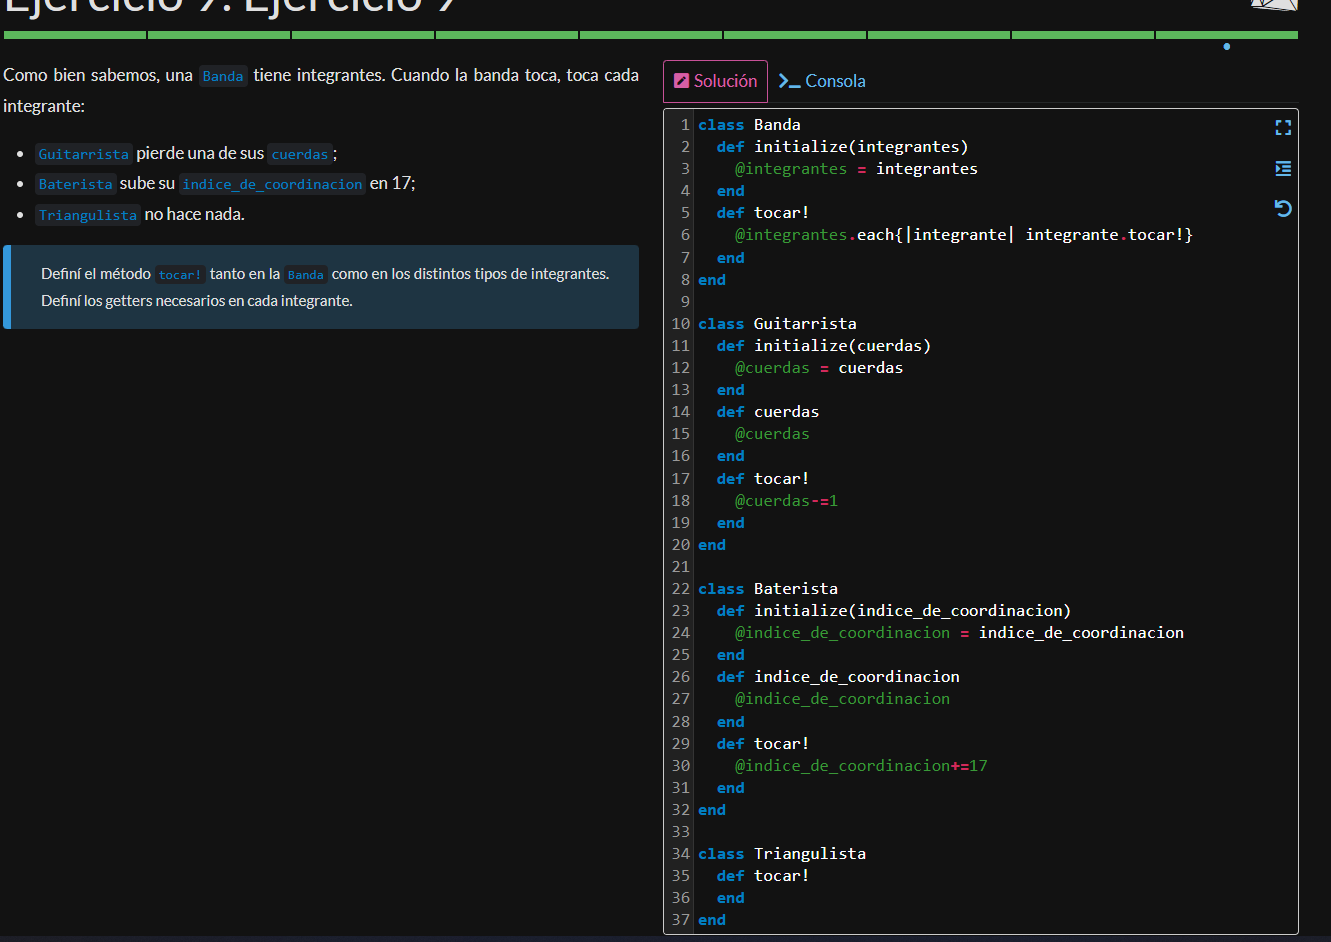 Ejercicio 9: Ejercicio 9
Como bien sabemos, una Banda tiene integrantes. Cuando la banda toca, toca cada
integrante:
Guitarrista pierde una de sus cuerdas;
Baterista sube su indice_de_coordinacion en 17;
Triangulista no hace nada.
Definí el método tocar! tanto en la Banda como en los distintos tipos de integrantes.
Definí los getters necesarios en cada integrante.
Solución
Consola
1 class Banda
2   def initialize(integrantes)
3     @integrantes = integrantes
4   end
5   def tocar!
6     @integrantes.each{|integrante| integrante.tocar!}
7   end
8 end
9
10 class Guitarrista
11   def initialize(cuerdas)
12     @cuerdas = cuerdas
13   end
14   def cuerdas
15     @cuerdas
16   end
17   def tocar!
18     @cuerdas-=1
19   end
20 end
21
22 class Baterista
23   def initialize(indice_de_coordinacion)
24     @indice_de_coordinacion = indice_de_coordinacion
25   end
26   def indice_de_coordinacion
27     @indice_de_coordinacion
28   end
29   def tocar!
30     @indice_de_coordinacion+=17
31   end
32 end
33
34 class Triangulista
35   def tocar!
36   end
37 end